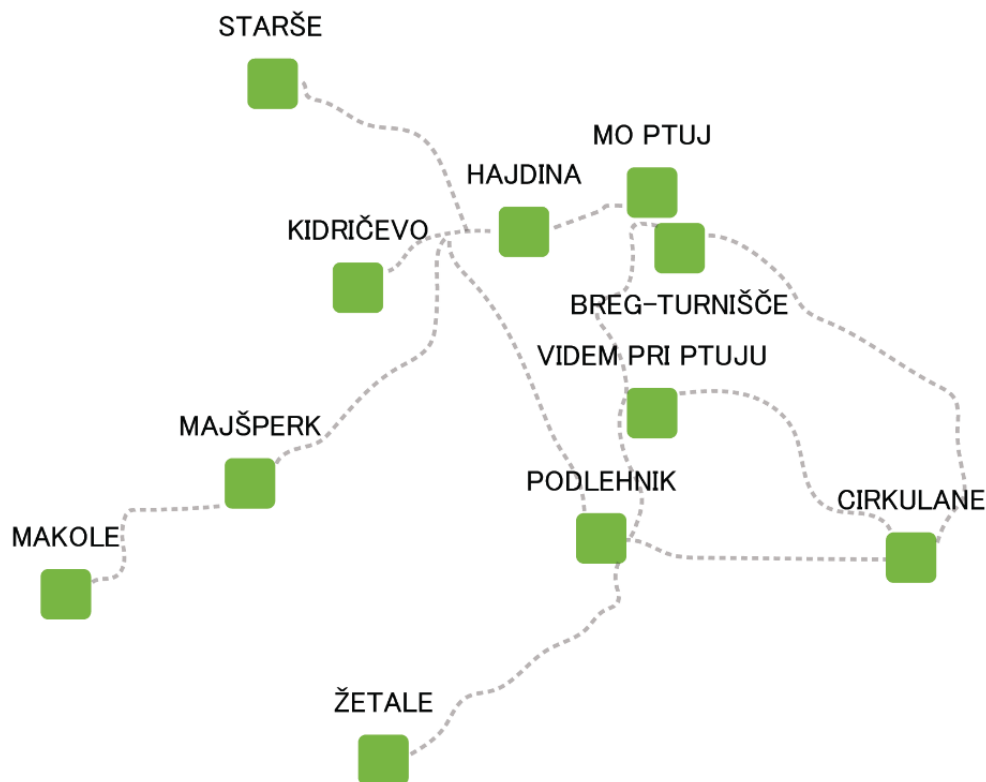 STARŠE
MO PTUJ
HAJDINA
KIDRIČEVO
BREG-TURNIŠČE
VIDEM PRI PTUJU
MAJŠPERK
PODLEHNIK
CIRKULANE
MAKOLE
ŽETALE